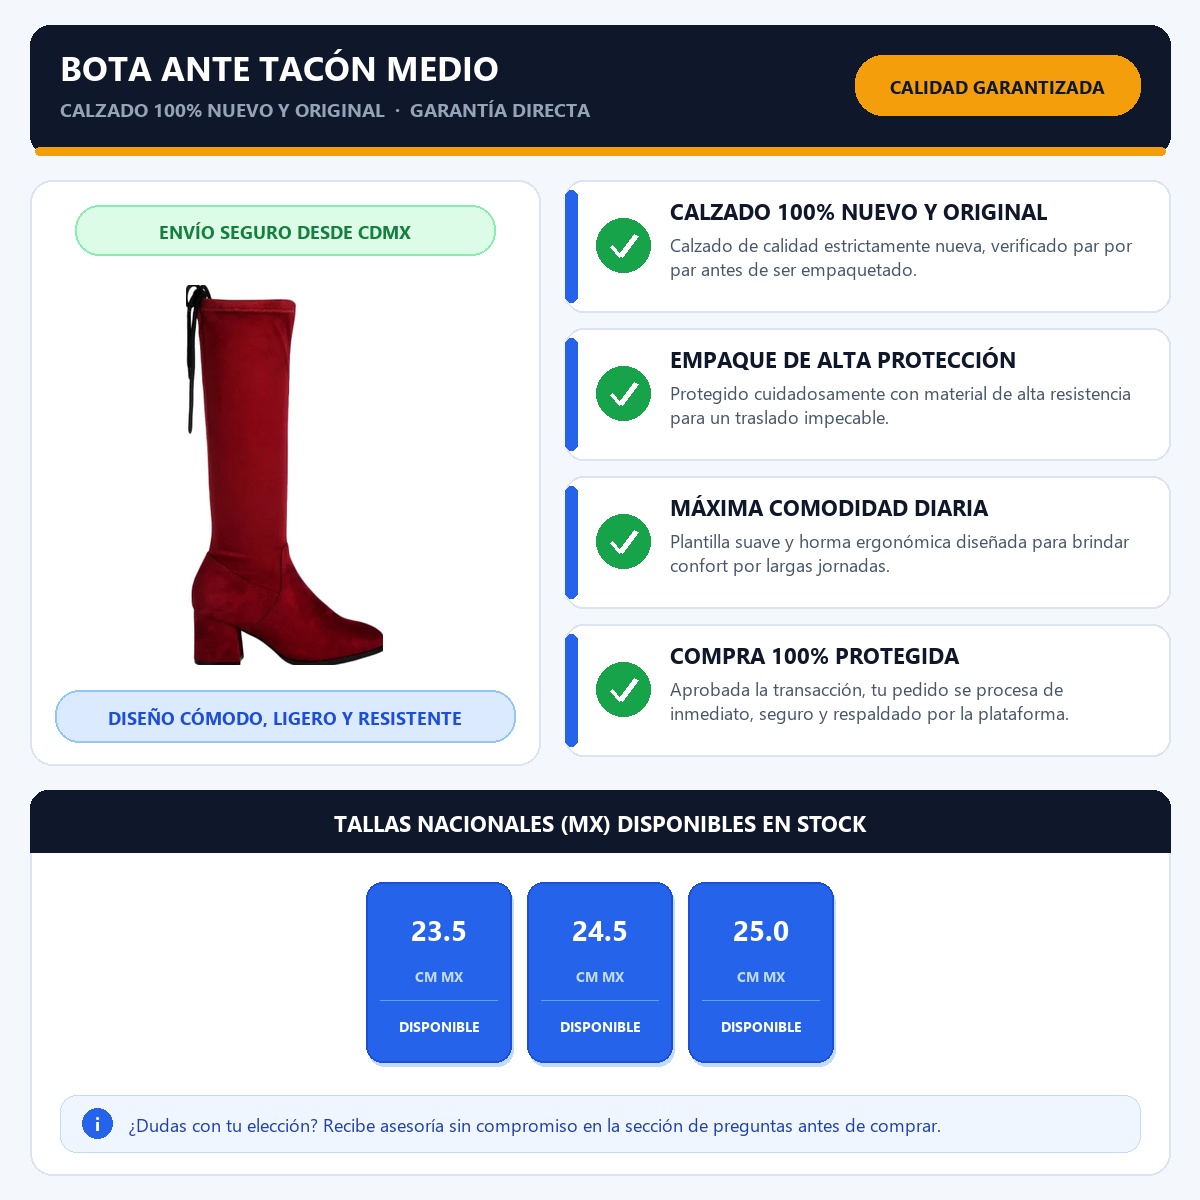 BOTA ANTE TACÓN MEDIO
CALZADO 100% NUEVO Y ORIGINAL · GARANTÍA DIRECTA
CALIDAD GARANTIZADA
ENVÍO SEGURO DESDE CDMX
DISEÑO CÓMODO, LIGERO Y RESISTENTE
CALZADO 100% NUEVO Y ORIGINAL
Calzado de calidad estrictamente nueva, verificado par por
par antes de ser empaquetado.
EMPAQUE DE ALTA PROTECCIÓN
Protegido cuidadosamente con material de alta resistencia
para un traslado impecable.
MÁXIMA COMODIDAD DIARIA
Plantilla suave y horma ergonómica diseñada para brindar
confort por largas jornadas.
COMPRA 100% PROTEGIDA
Aprobada la transacción, tu pedido se procesa de
inmediato, seguro y respaldado por la plataforma.
TALLAS NACIONALES (MX) DISPONIBLES EN STOCK
23.5
CM MX
DISPONIBLE
24.5
CM MX
DISPONIBLE
25.0
CM MX
DISPONIBLE
¿Dudas con tu elección? Recibe asesoría sin compromiso en la sección de preguntas antes de comprar.